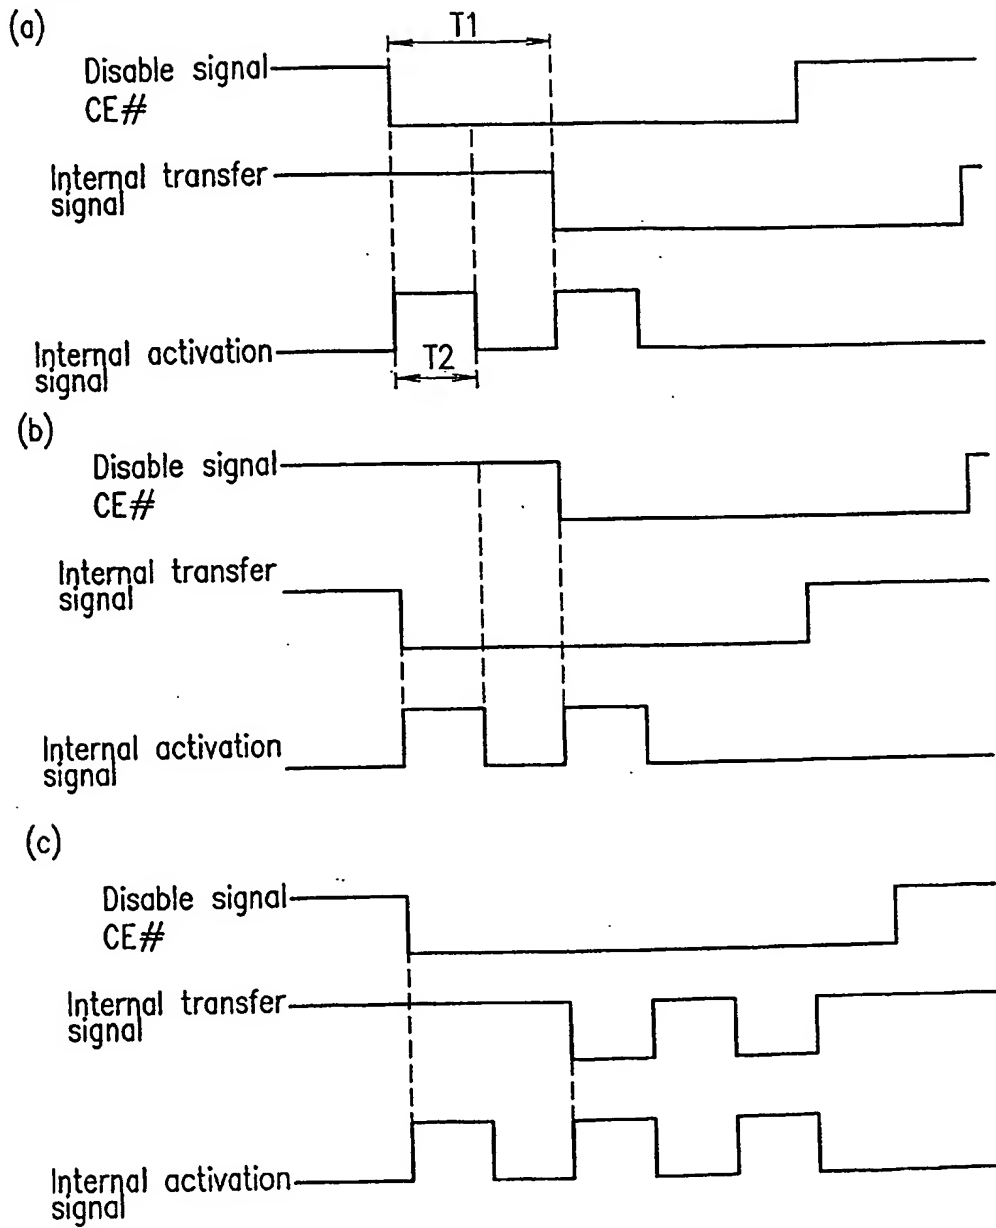 (a)
T1
Disable signal
CE#
Internal transfer
signal
Internal activation
signal
T2
(b)
Disable signal
CE#
Internal transfer
signal
Internal activation
signal
(c)
Disable signal
CE#
Internal transfer
signal
Internal activation
signal